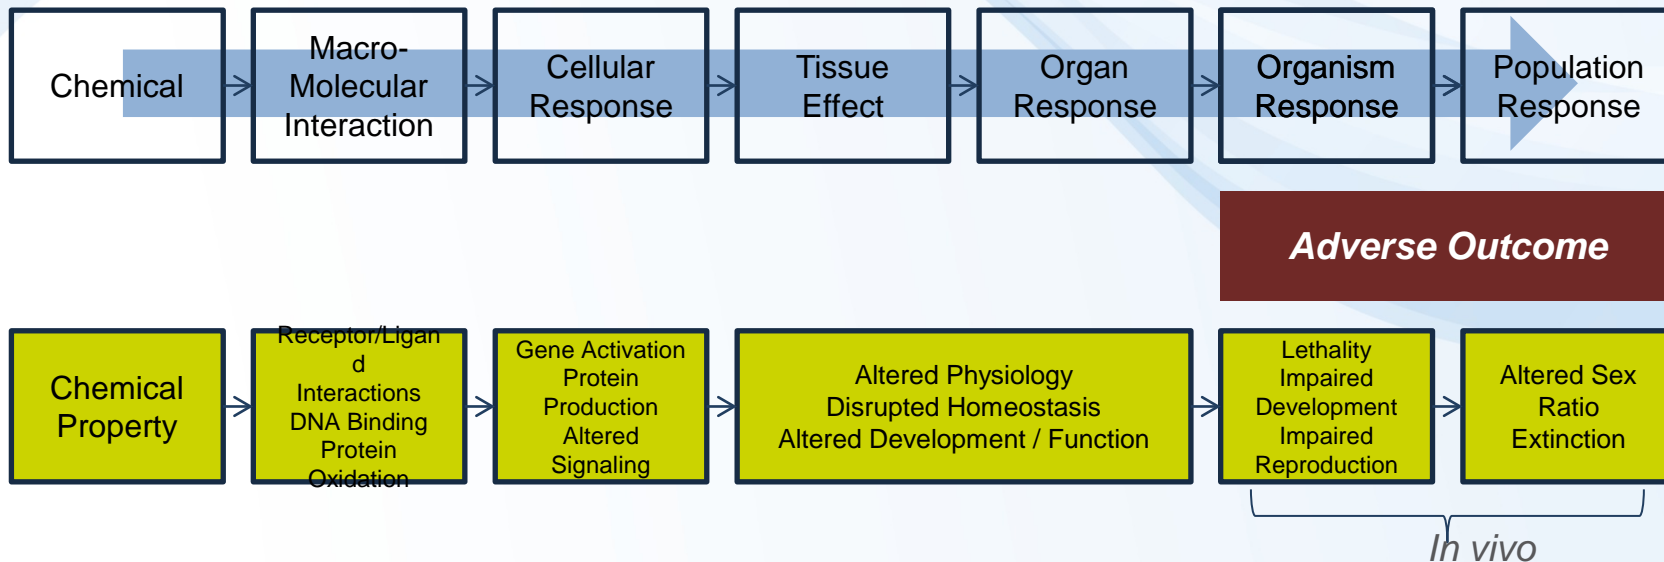 Chemical
Macro-
Molecular
Interaction
Cellular
Response
Tissue
Effect
Organ
Response
Organism
Response
Population
Response
Adverse Outcome
Chemical
Property
Receptor/Ligan
d
Interactions
DNA Binding
Protein
Oxidation
Gene Activation
Protein
Production
Altered
Signaling
Altered Physiology
Disrupted Homeostasis
Altered Development / Function
Lethality
Impaired
Development
Impaired
Reproduction
Altered Sex
Ratio
Extinction
In vivo